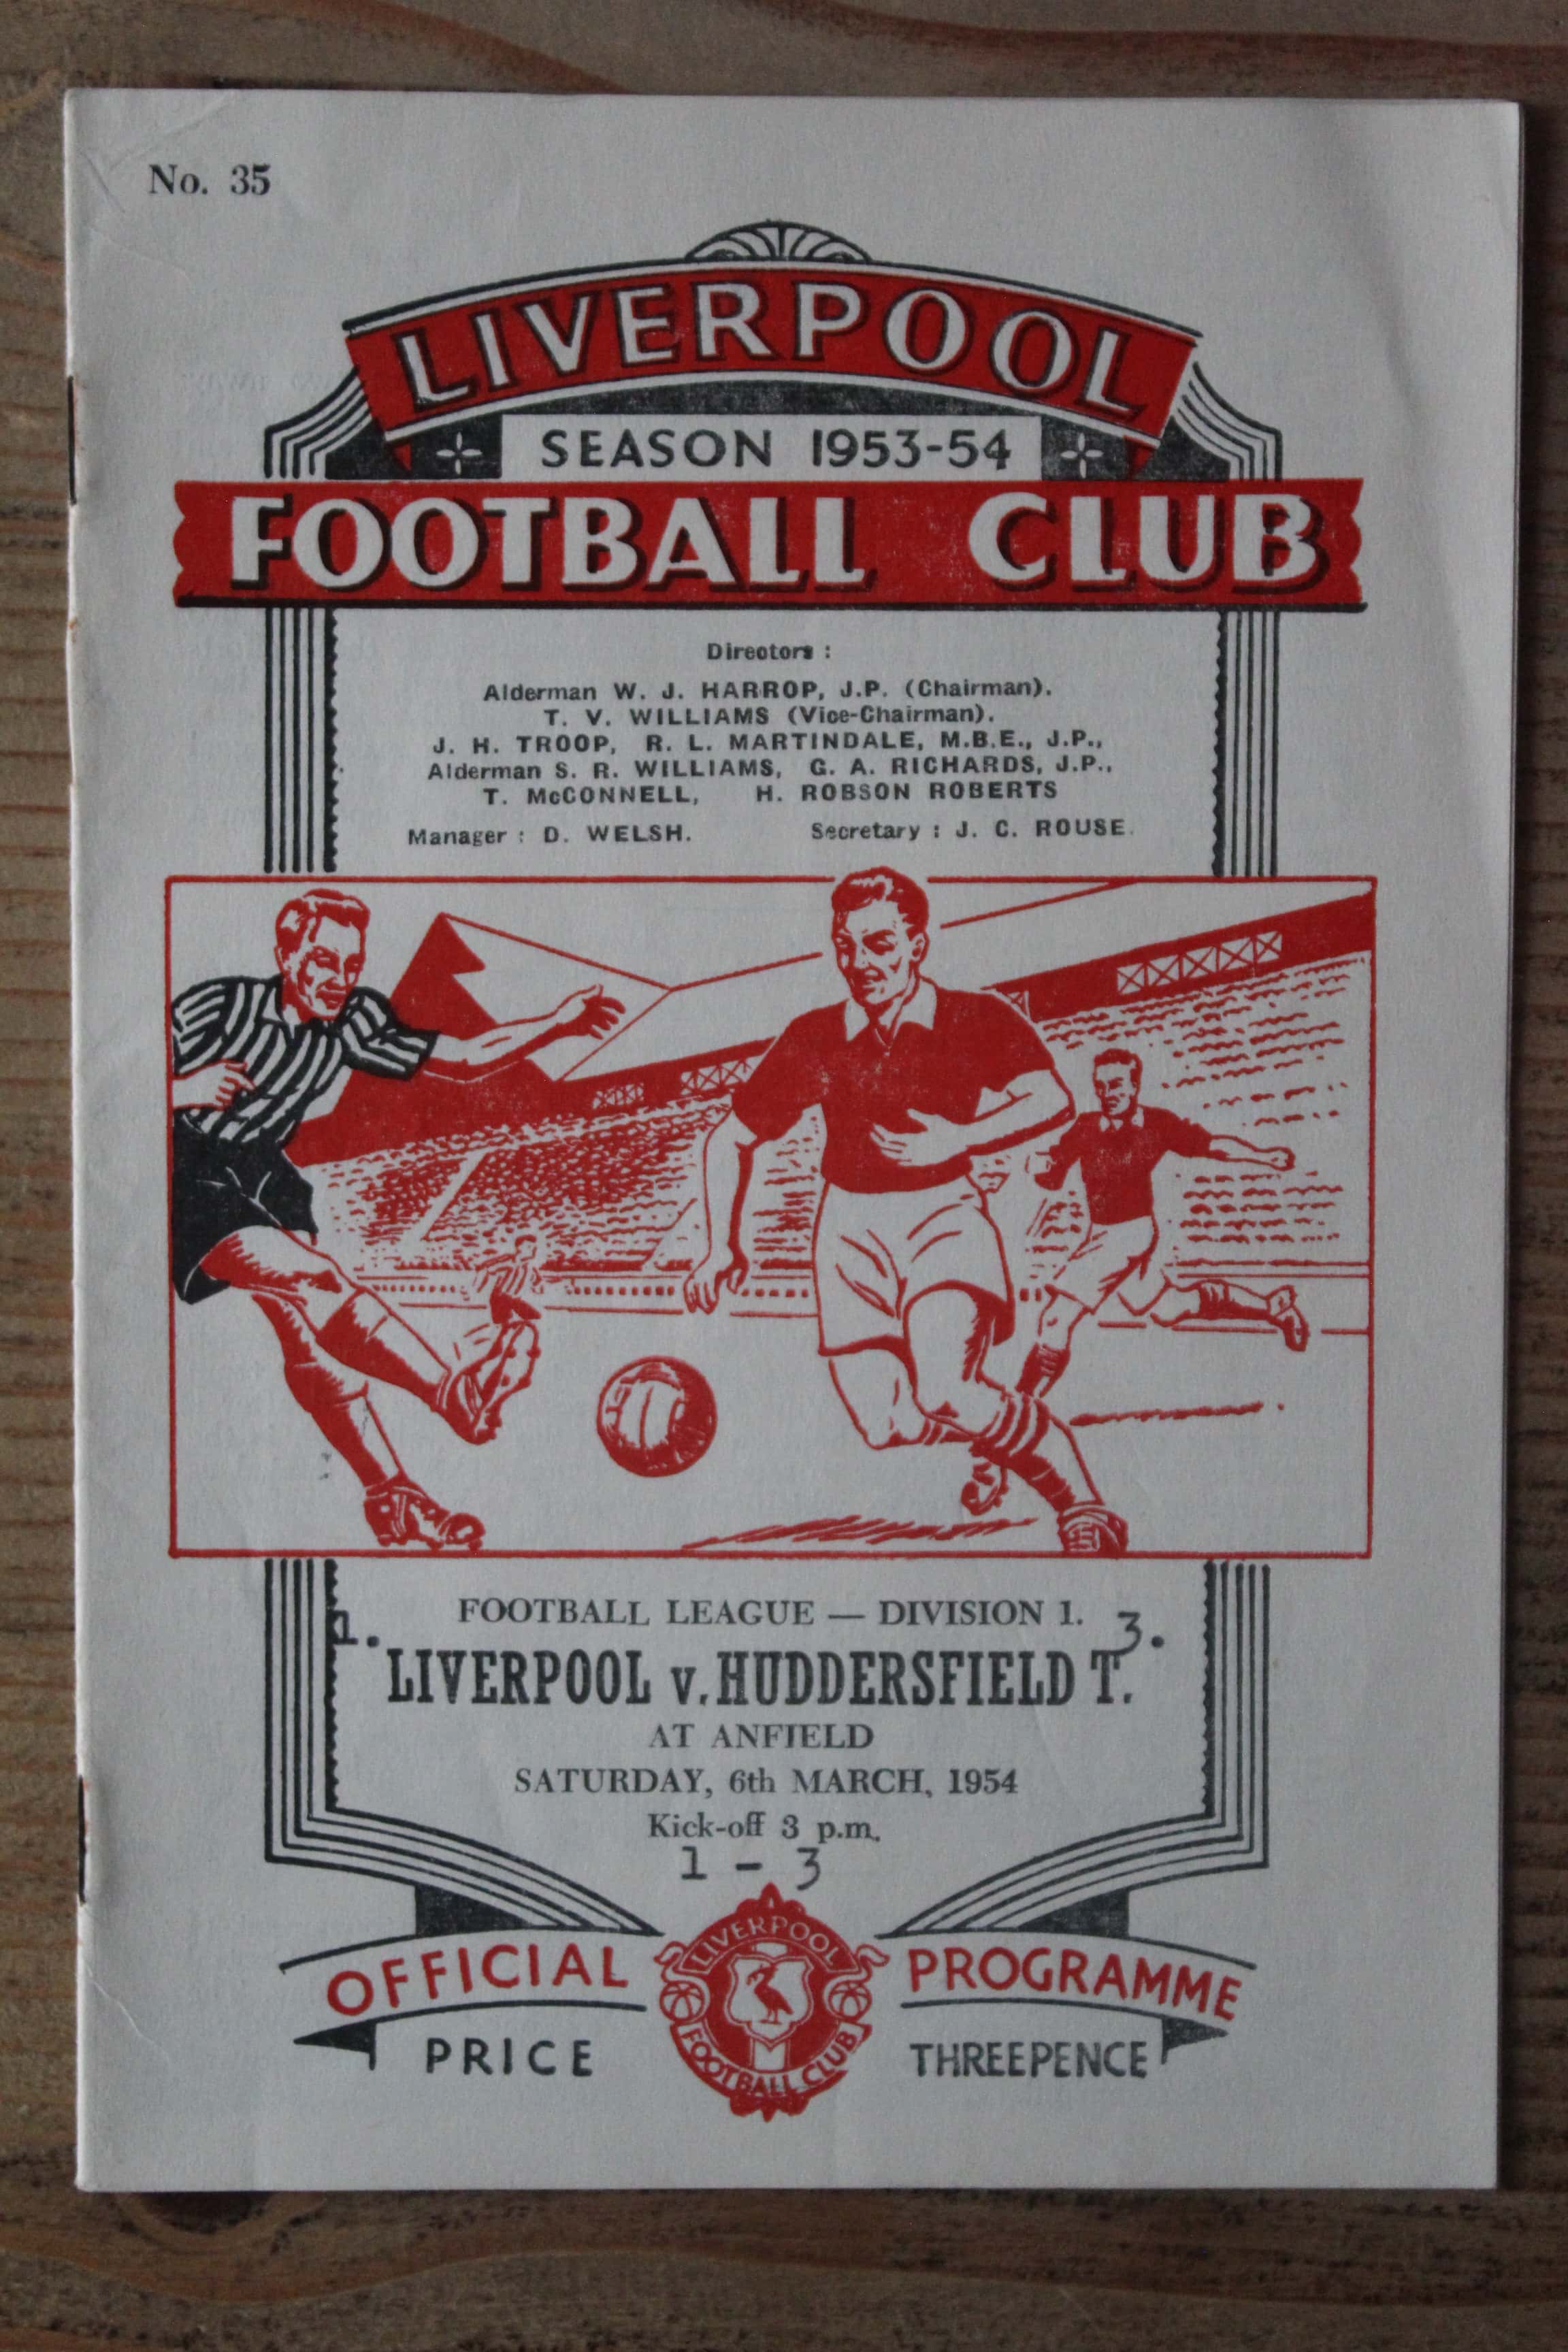 No. 35
LIVERPOOL
SEASON 1953-54
FOOTBALL CLUB
Directors :
Alderman W. J. HARROP, J.P. (Chairman).
T. V. WILLIAMS (Vice-Chairman).
J. H. TROOP, R. L. MARTINDALE, M.B.E., J.P.,
Alderman S. R. WILLIAMS, G. A. RICHARDS, J.P.,
T. McCONNELL, H. ROBSON ROBERTS
Manager : D. WELSH. Secretary : J. C. ROUSE.
FOOTBALL LEAGUE — DIVISION 1.
1. 3.
LIVERPOOL v. HUDDERSFIELD T.
AT ANFIELD
SATURDAY, 6th MARCH, 1954
Kick-off 3 p.m.
1 - 3
OFFICIAL PROGRAMME
LIVERPOOL
FOOTBALL CLUB
PRICE THREEPENCE